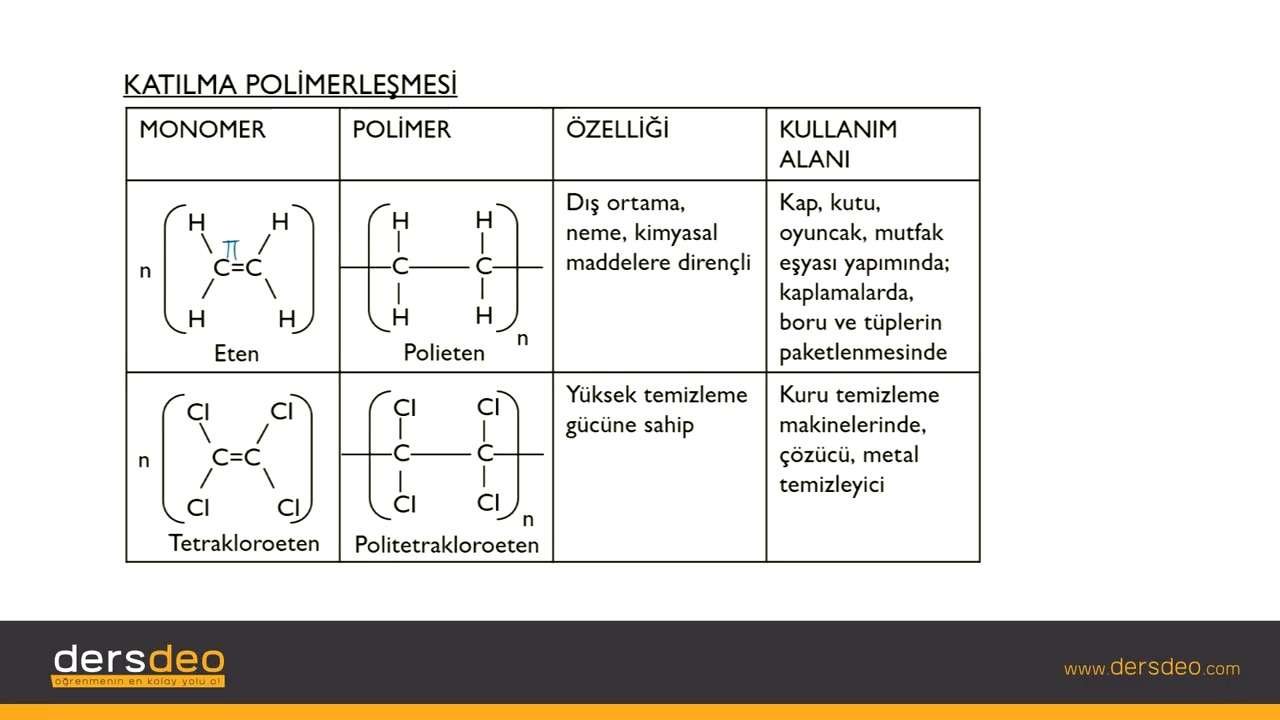 KATILMA POLİMERLEŞMESİ
MONOMER
POLİMER
ÖZELLİĞİ
KULLANIM
ALANI
H H
π
n C=C
H H
Eten
H H
C C
H H
n
Polieten
Dış ortama,
neme, kimyasal
maddelere dirençli
Kap, kutu,
oyuncak, mutfak
eşyası yapımında;
kaplamalarda,
boru ve tüplerin
paketlenmesinde
Cl Cl
n C=C
Cl Cl
Tetrakloroeten
Cl Cl
C C
Cl Cl
n
Politetrakloroeten
Yüksek temizleme
gücüne sahip
Kuru temizleme
makinelerinde,
çözücü, metal
temizleyici
dersdeo
öğrenmenin en kolay yolu o!
www.dersdeo.com